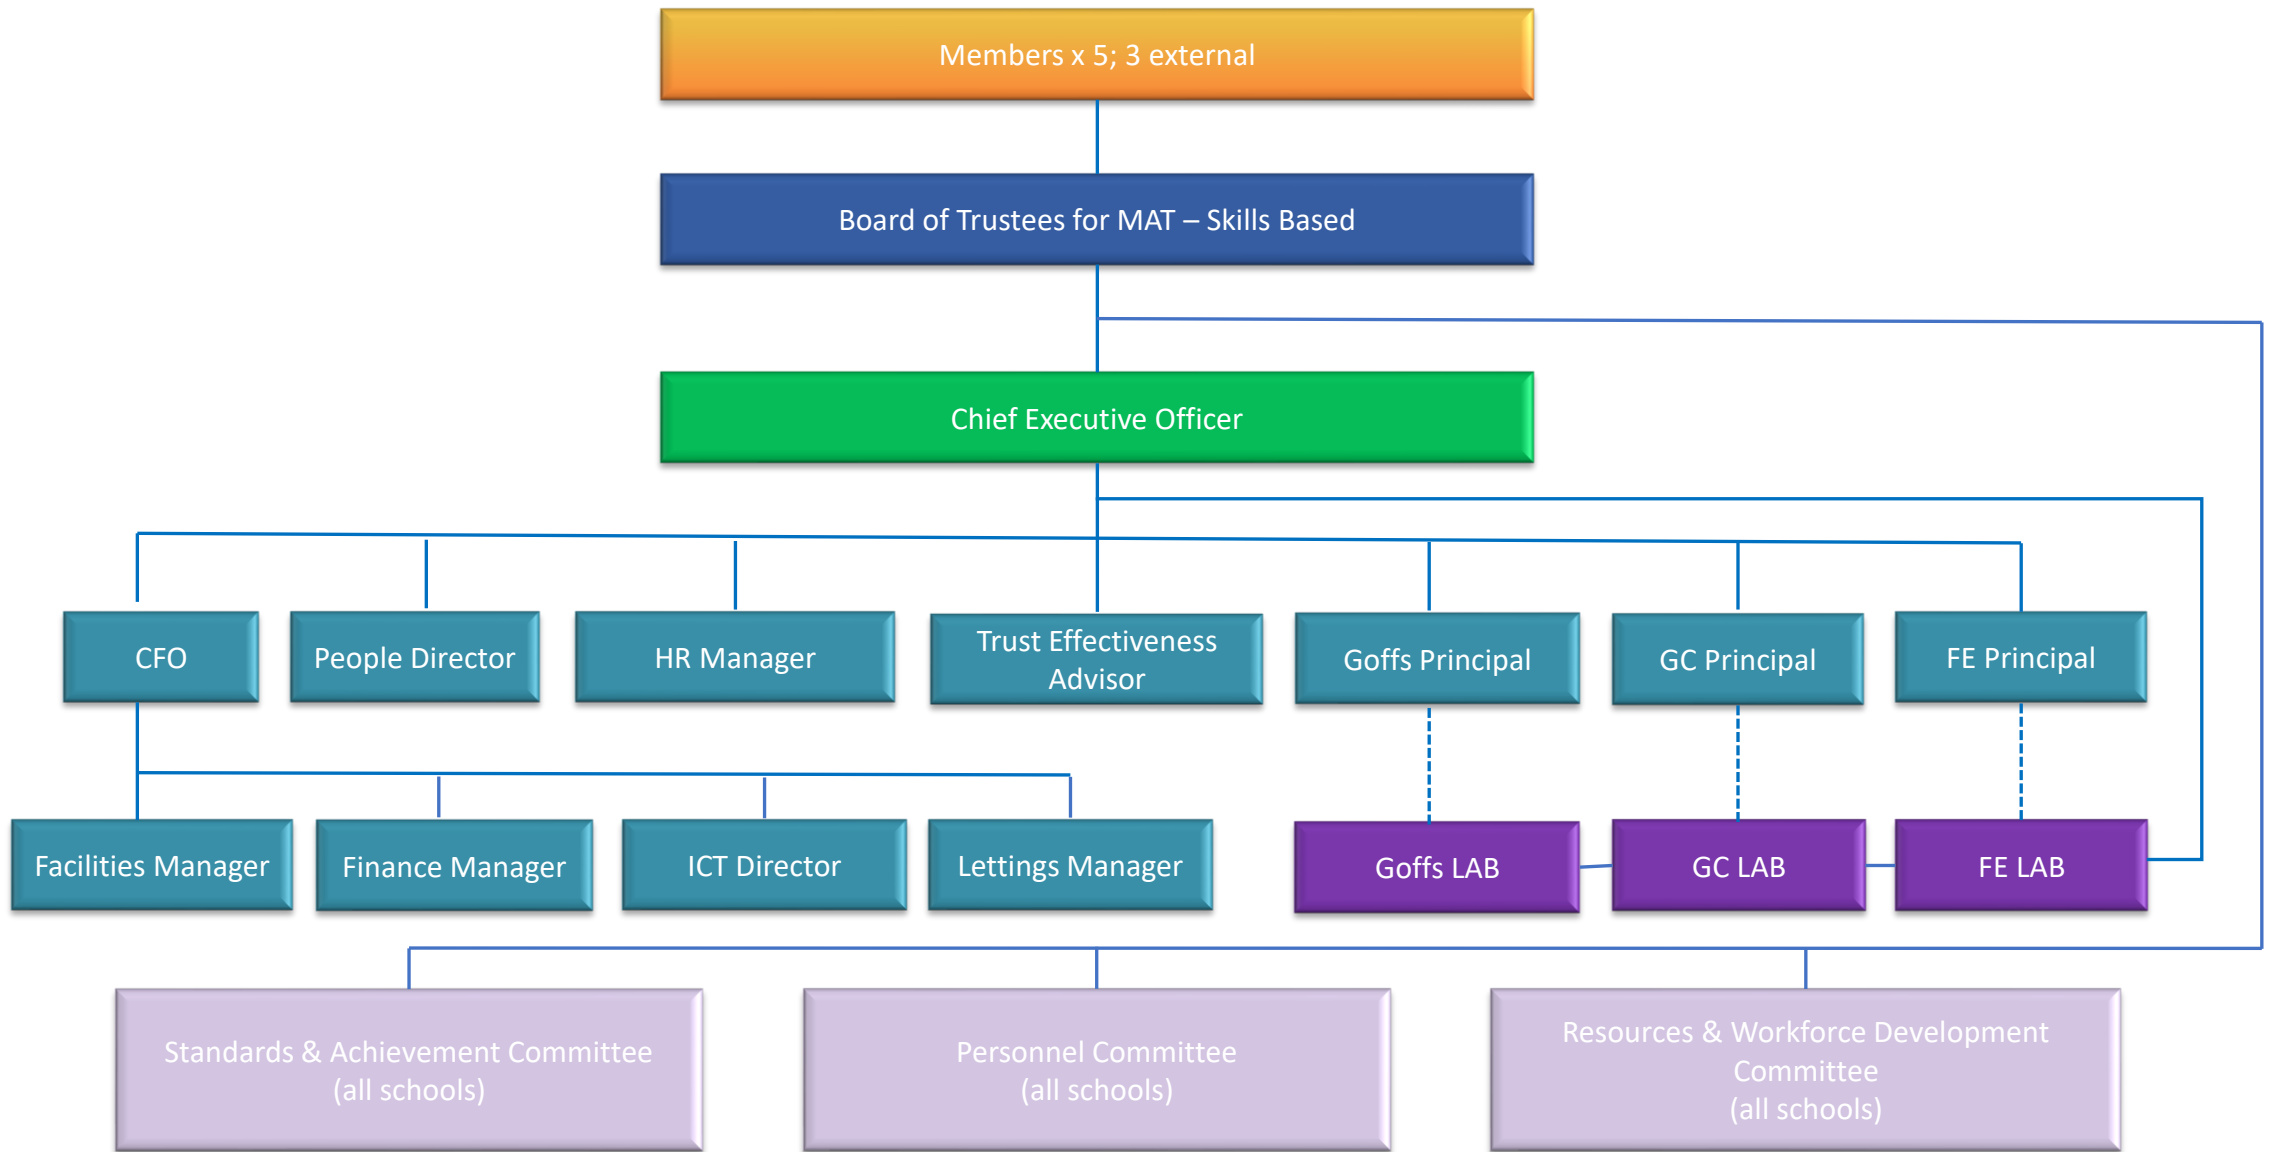 Members x 5; 3 external
Board of Trustees for MAT – Skills Based
Chief Executive Officer
CFO
People Director
HR Manager
Trust Effectiveness
Advisor
Goffs Principal
GC Principal
FE Principal
Facilities Manager
Finance Manager
ICT Director
Lettings Manager
Goffs LAB
GC LAB
FE LAB
Standards & Achievement Committee
(all schools)
Personnel Committee
(all schools)
Resources & Workforce Development
Committee
(all schools)